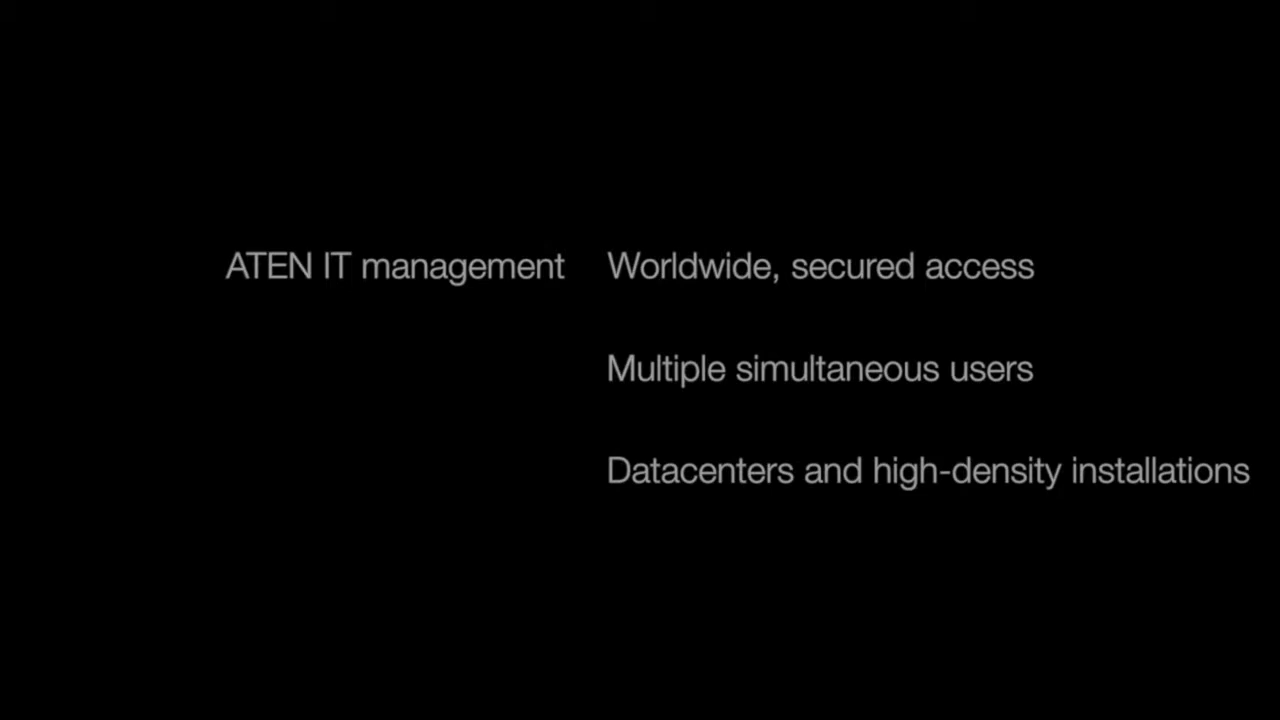 ATEN IT management Worldwide, secured access
Multiple simultaneous users
Datacenters and high-density installations